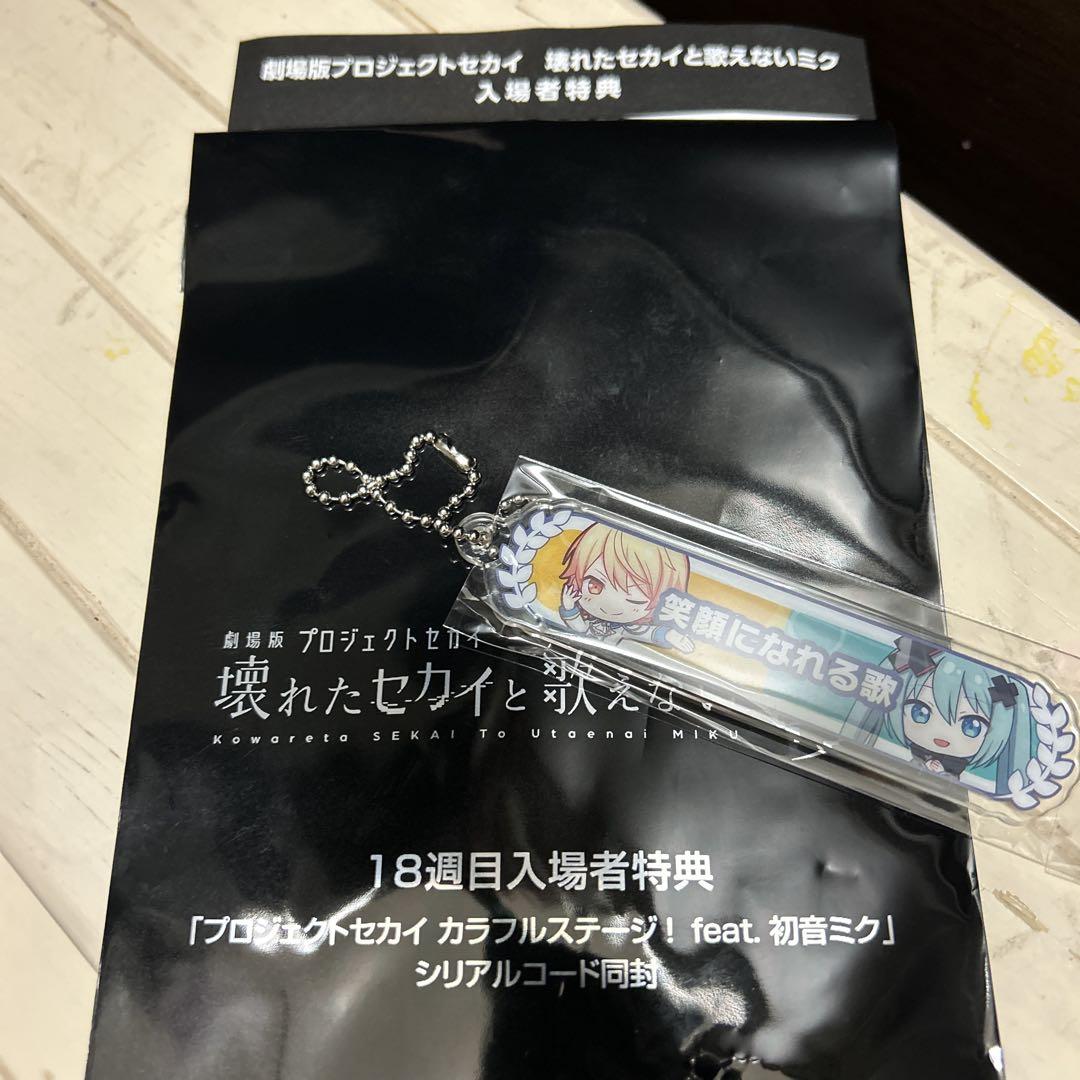 劇場版プロジェクトセカイ 壊れたセカイと歌えないミク
入場者特典
笑顔になれる歌
劇場版 プロジェクトセカイ
壊れたセカイと歌えない
Kowareta SEKAI To Utaenai MIKU
18週目入場者特典
「プロジェクトセカイ カラフルステージ! feat. 初音ミク」
シリアルコード同封